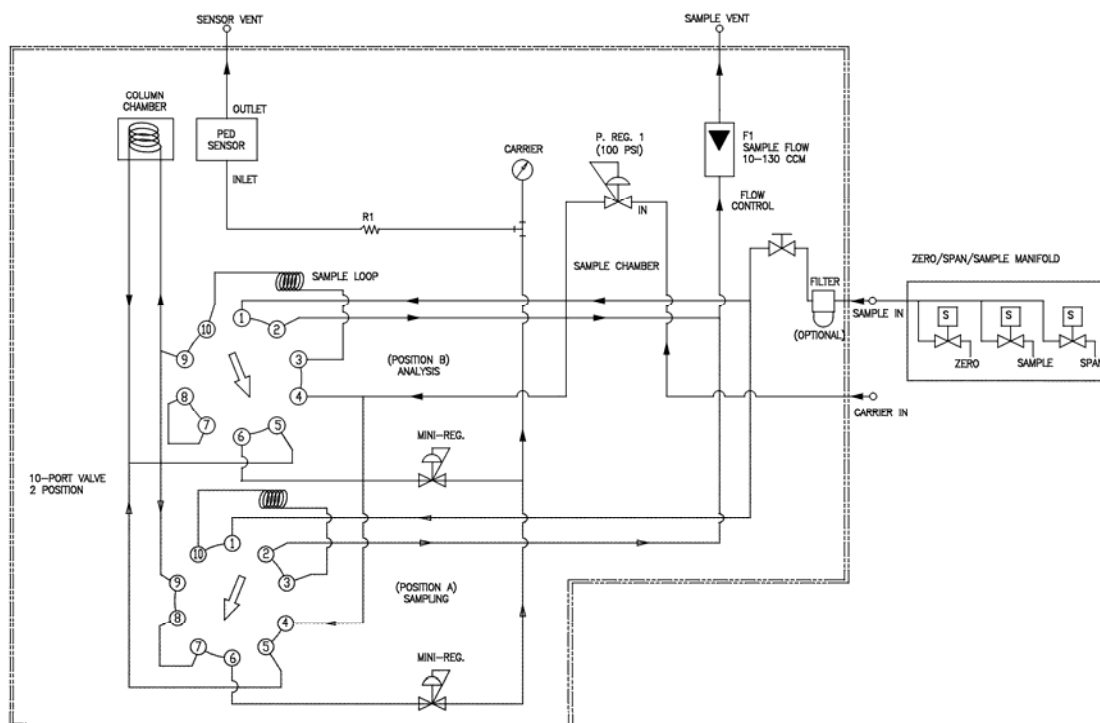 SENSOR VENT
SAMPLE VENT
COLUMN
CHAMBER
OUTLET
PED
SENSOR
INLET
CARRIER
P. REG. 1
(100 PSI)
IN
F1
SAMPLE FLOW
10-130 CCM
FLOW
CONTROL
R1
ZERO/SPAN/SAMPLE MANIFOLD
SAMPLE LOOP
SAMPLE CHAMBER
FILTER
(OPTIONAL)
SAMPLE IN
S
S
S
ZERO
SAMPLE
SPAN
10
1
2
9
3
8
4
7
6
5
(POSITION B)
ANALYSIS
CARRIER IN
MINI-REG.
10-PORT VALVE
2 POSITION
10
1
2
9
3
8
4
7
6
5
(POSITION A)
SAMPLING
MINI-REG.